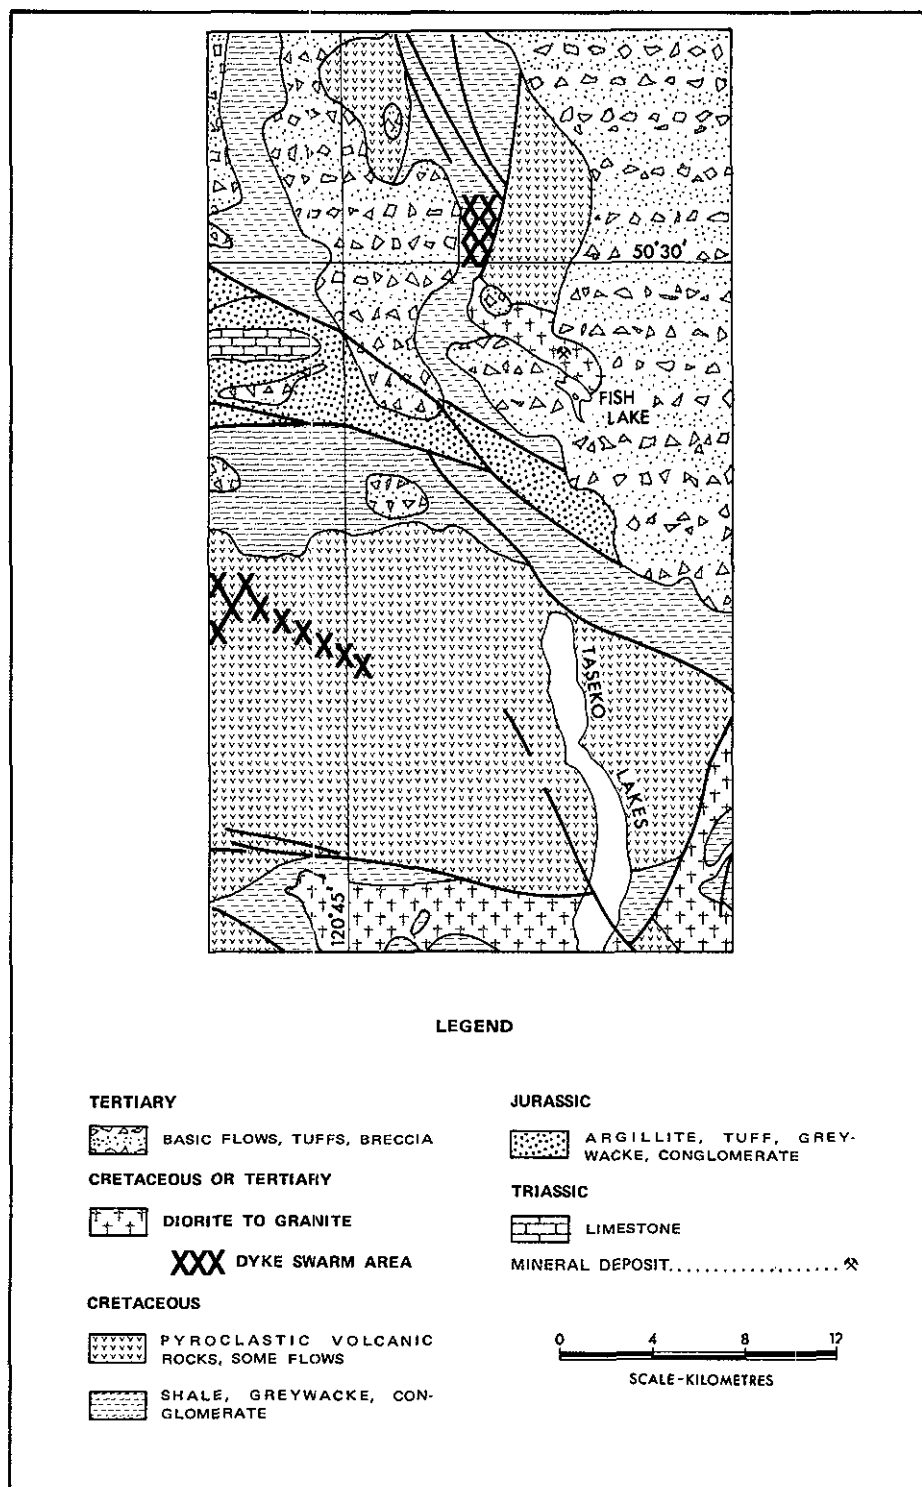 50°30'
FISH
LAKE
TASEKO
LAKES
120°45'
LEGEND
TERTIARY
BASIC FLOWS, TUFFS, BRECCIA
CRETACEOUS OR TERTIARY
DIORITE TO GRANITE
XXX DYKE SWARM AREA
CRETACEOUS
PYROCLASTIC VOLCANIC
ROCKS, SOME FLOWS
SHALE, GREYWACKE, CON-
GLOMERATE
JURASSIC
ARGILLITE, TUFF, GREY-
WACKE, CONGLOMERATE
TRIASSIC
LIMESTONE
MINERAL DEPOSIT
0 4 8 12
SCALE-KILOMETRES